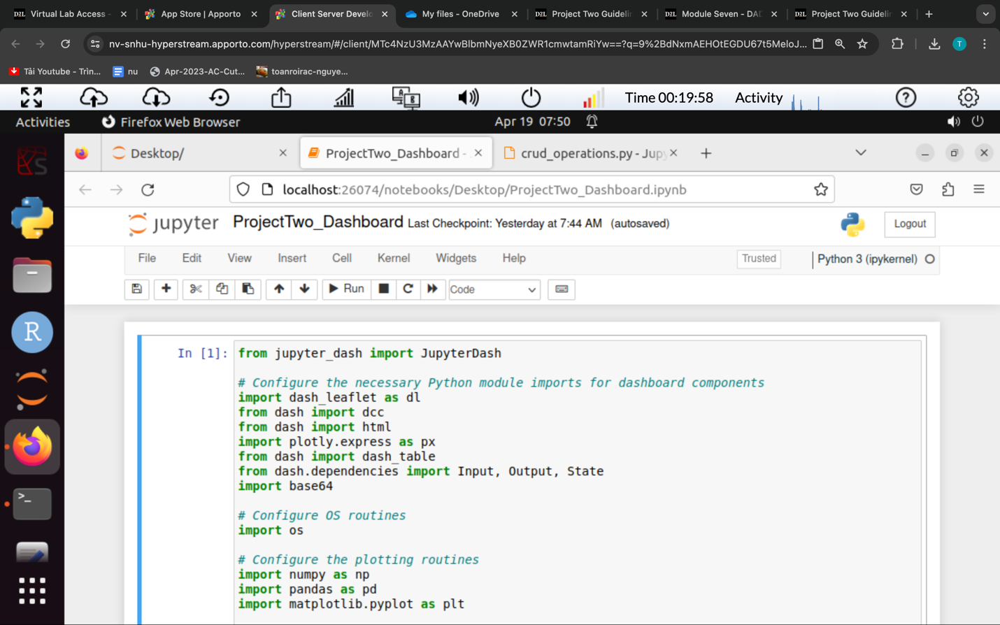 Virtual Lab Access -
App Store | Apporto
Client Server Develo
My files - OneDrive
D2L Project Two Guidelin
D2L Module Seven - DAD
D2L Project Two Guidelin
nv-snhu-hyperstream.apporto.com/hyperstream/#/client/MTc4NzU3MzAAYwBlbmNyeXB0ZWR1cmwtamRiYw==?q=9%2BdNxmAEHOtEGDU67t5MeloJ...
T
Tải Youtube - Trìn...
nu
Apr-2023-AC-Cut...
toanroirac-nguye...
Time 00:19:58
Activity
Activities
Firefox Web Browser
Apr 19 07:50
Desktop/
ProjectTwo_Dashboard -
crud_operations.py - Jupy
localhost:26074/notebooks/Desktop/ProjectTwo_Dashboard.ipynb
jupyter ProjectTwo_Dashboard Last Checkpoint: Yesterday at 7:44 AM (autosaved)
Logout
File Edit View Insert Cell Kernel Widgets Help
Trusted
Python 3 (ipykernel)
Run
Code
In [1]:
from jupyter_dash import JupyterDash
# Configure the necessary Python module imports for dashboard components
import dash_leaflet as dl
from dash import dcc
from dash import html
import plotly.express as px
from dash import dash_table
from dash.dependencies import Input, Output, State
import base64
# Configure OS routines
import os
# Configure the plotting routines
import numpy as np
import pandas as pd
import matplotlib.pyplot as plt